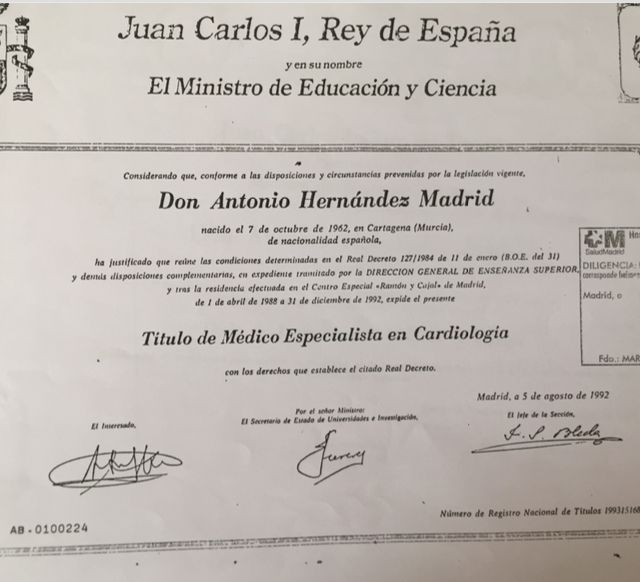 Juan Carlos I, Rey de España
y en su nombre
El Ministro de Educación y Ciencia
Considerando que, conforme a las disposiciones y circunstancias prevenidas por la legislación vigente,
Don Antonio Hernández Madrid
nacido el 7 de octubre de 1962, en Cartagena (Murcia),
de nacionalidad española,
ha justificado que reúne las condiciones determinadas en el Real Decreto 127/1984 de 11 de enero (B.O.E. del 31)
y demás disposiciones complementarias, en expediente tramitado por la DIRECCION GENERAL DE ENSEÑANZA SUPERIOR,
y tras la residencia efectuada en el Centro Especial «Ramón y Cajal» de Madrid,
de 1 de abril de 1988 a 31 de diciembre de 1992, expide el presente
Título de Médico Especialista en Cardiología
con los derechos que establece el citado Real Decreto.
M Hos
SaludMadrid
DILIGENCIA:
corresponde
Madrid, a
Fdo.: MAR
Madrid, a 5 de agosto de 1992
El Interesado,
Por el señor Ministro:
El Secretario de Estado de Universidades e Investigación,
El Jefe de la Sección,
Número de Registro Nacional de Títulos 199315168
AB - 0100224